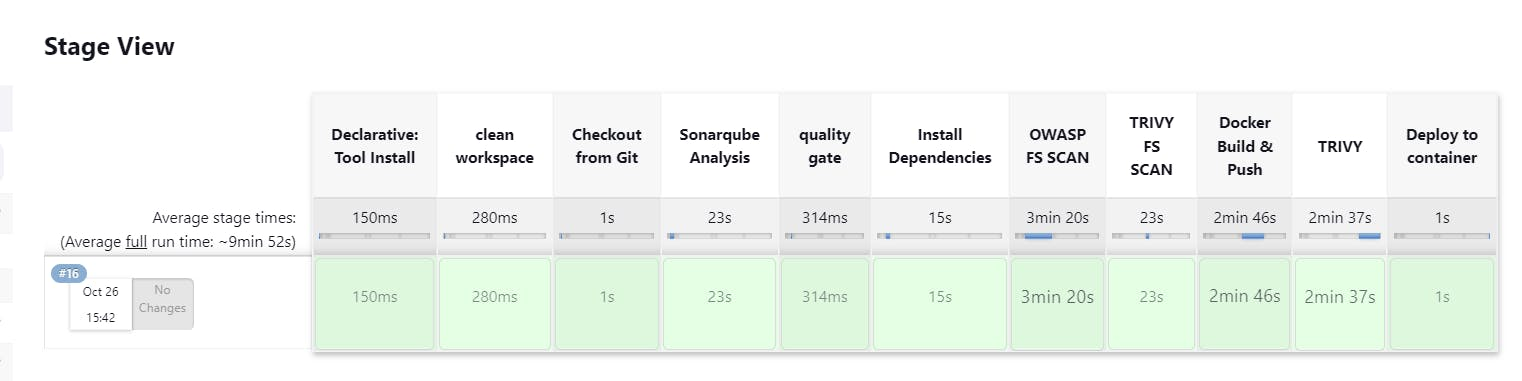 Stage View
Declarative: Tool Install
clean workspace
Checkout from Git
Sonarqube Analysis
quality gate
Install Dependencies
OWASP FS SCAN
TRIVY FS SCAN
Docker Build & Push
TRIVY
Deploy to container
Average stage times:
(Average full run time: ~9min 52s)
150ms
280ms
1s
23s
314ms
15s
3min 20s
23s
2min 46s
2min 37s
1s
#16
Oct 26
15:42
No
Changes
150ms
280ms
1s
23s
314ms
15s
3min 20s
23s
2min 46s
2min 37s
1s